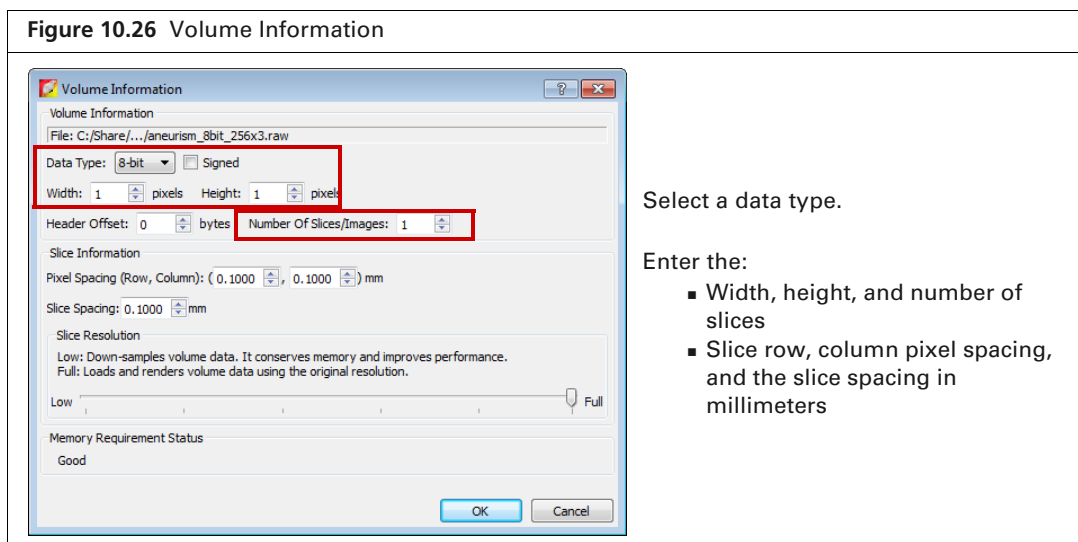 Figure 10.26 Volume Information
Volume Information
Volume Information
File: C:/Share/.../aneurism_8bit_256x3.raw
Data Type: 8-bit Signed
Width: 1 pixels Height: 1 pixels
Header Offset: 0 bytes Number Of Slices/Images: 1
Slice Information
Pixel Spacing (Row, Column): ( 0.1000 , 0.1000 ) mm
Slice Spacing: 0.1000 mm
Slice Resolution
Low: Down-samples volume data. It conserves memory and improves performance.
Full: Loads and renders volume data using the original resolution.
Low Full
Memory Requirement Status
Good
OK Cancel
Select a data type.
Enter the:
▪ Width, height, and number of
slices
▪ Slice row, column pixel spacing,
and the slice spacing in
millimeters